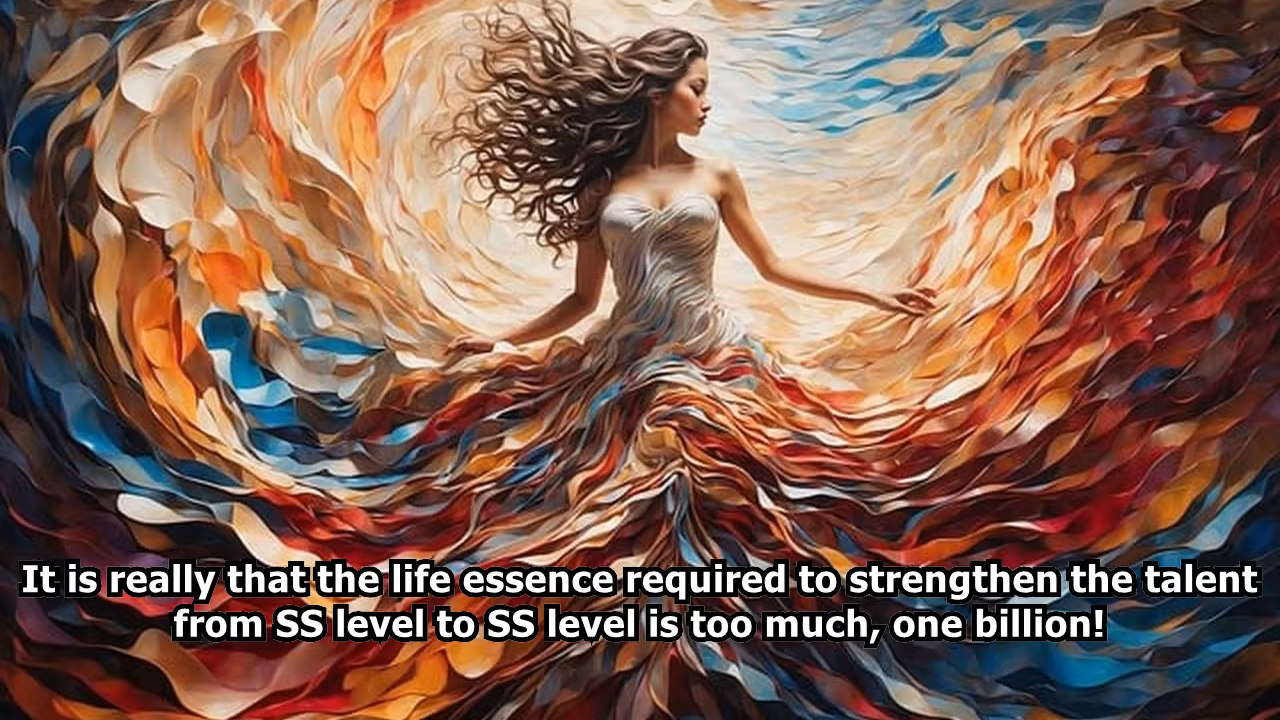 It is really that the life essence required to strengthen the talent
from SS level to SS level is too much, one billion!